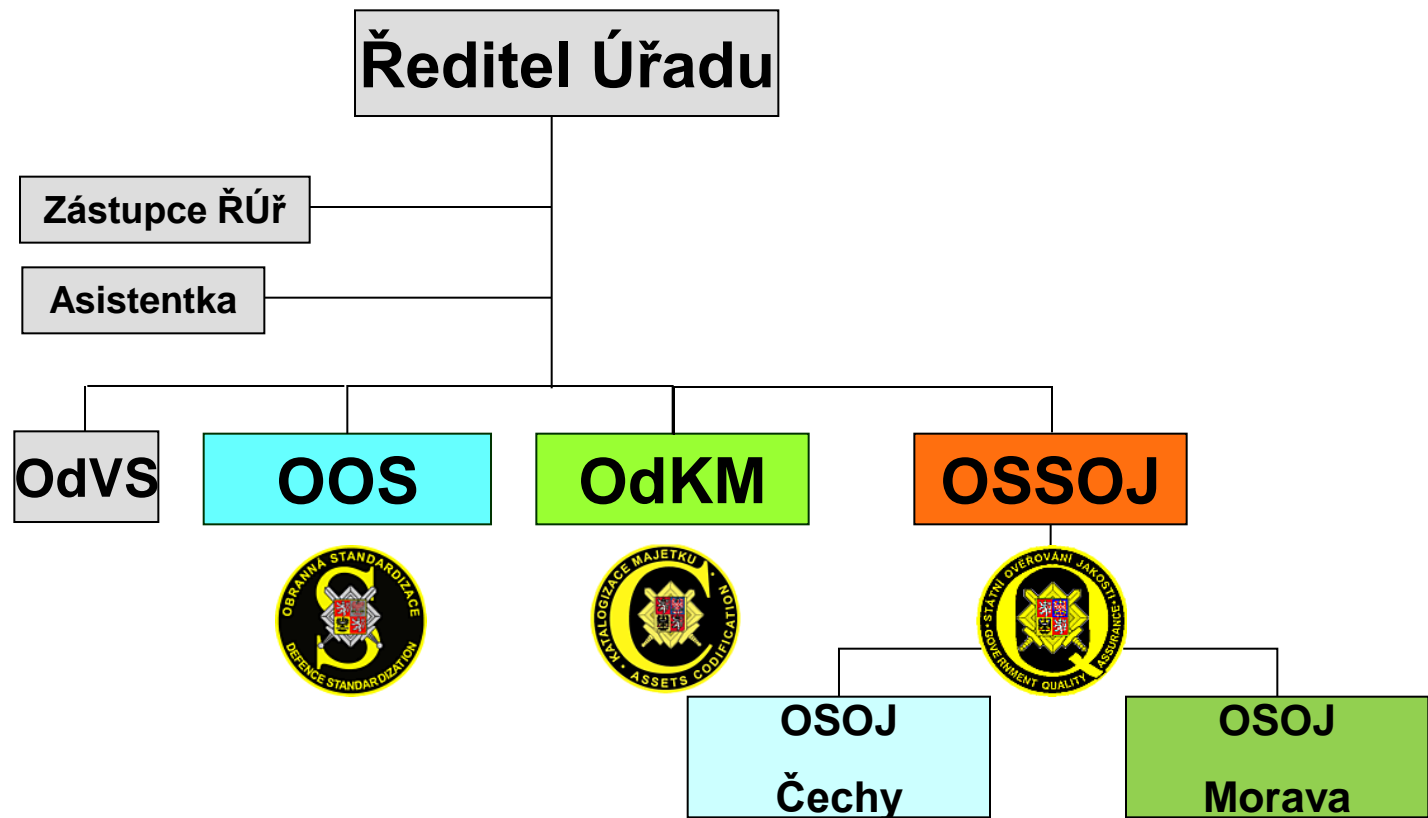 Ředitel Úřadu
Zástupce ŘÚř
Asistentka
OdVS
OOS
OdKM
OSSOJ
OBRANNÁ STANDARDIZACE
S
DEFENCE STANDARDIZATION
KATALOGIZACE MAJETKU
C
ASSETS CODIFICATION
STÁTNÍ OVĚROVÁNÍ JAKOSTI
Q
GOVERNMENT QUALITY ASSURANCE
OSOJ
Čechy
OSOJ
Morava